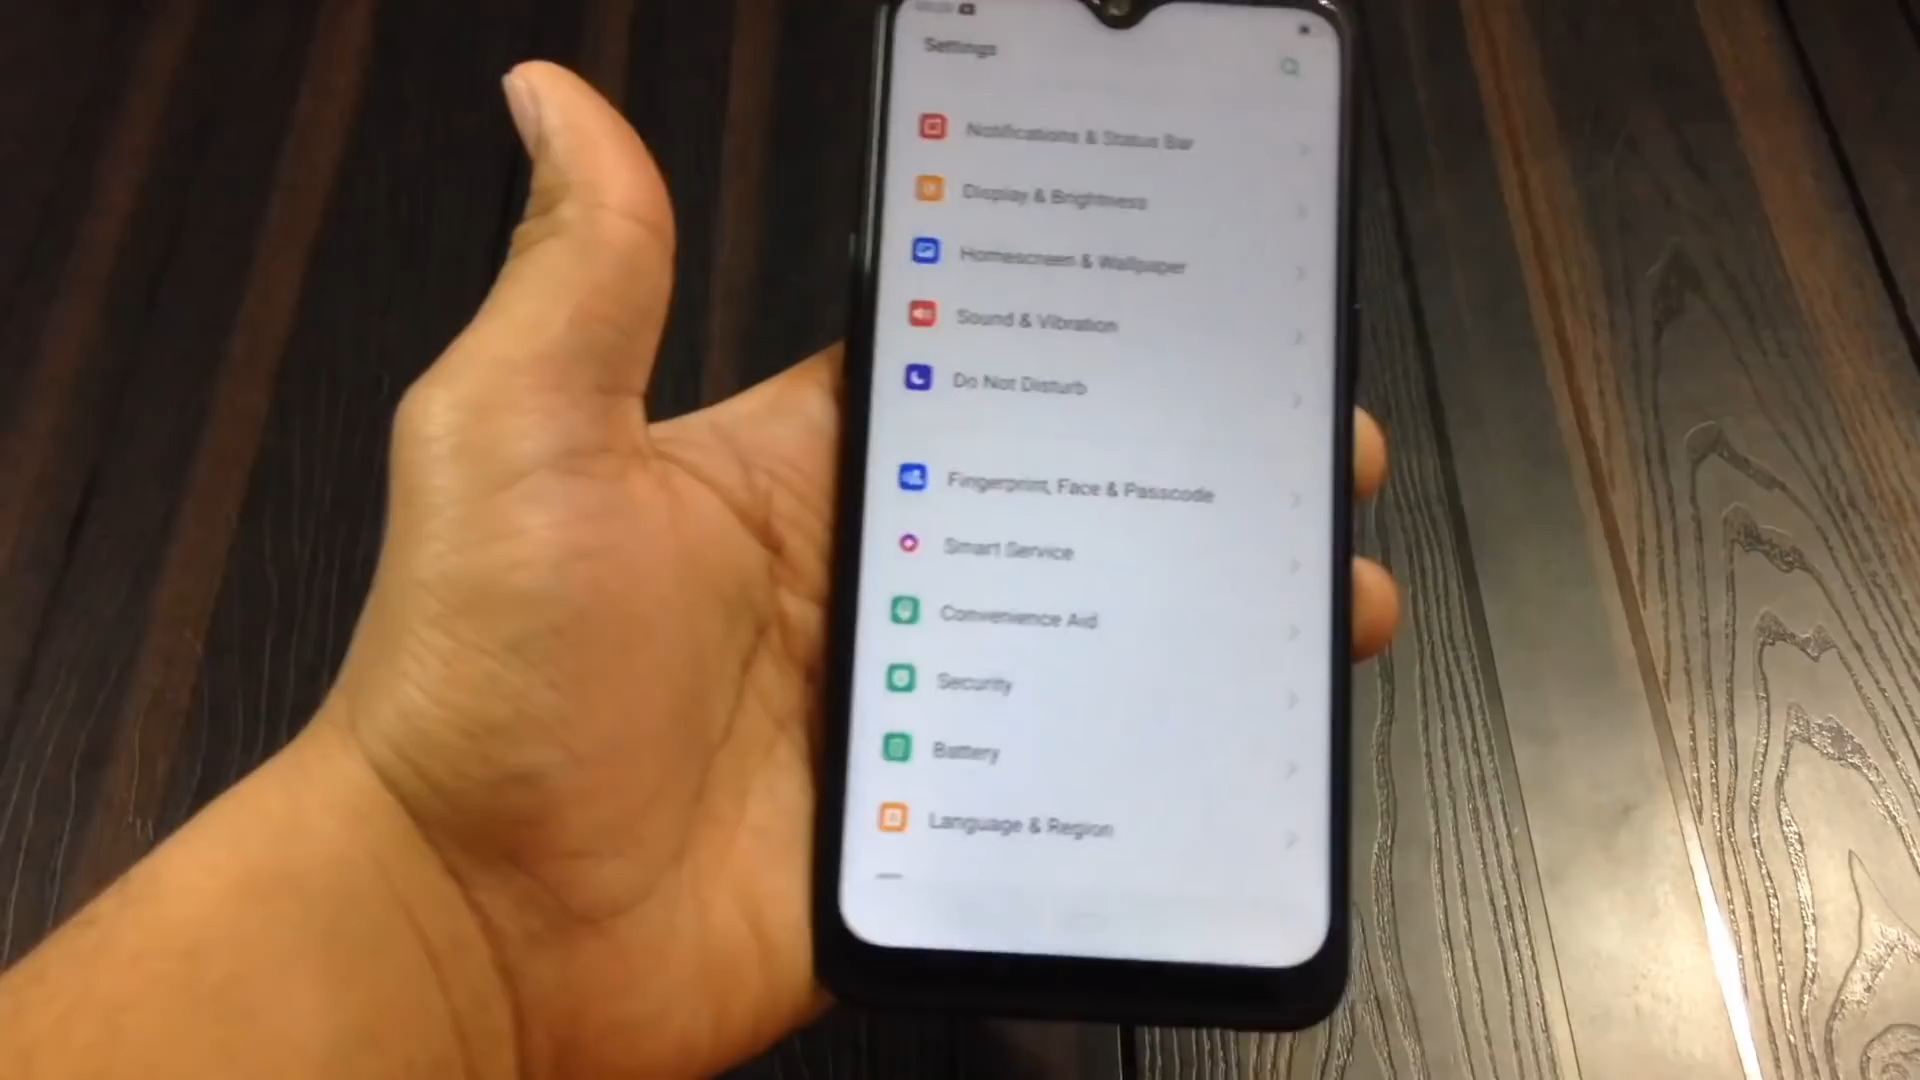 Settings
Notifications & Status Bar
Display & Brightness
Homescreen & Wallpaper
Sound & Vibration
Do Not Disturb
Fingerprint, Face & Passcode
Smart Service
Convenience Aid
Security
Battery
Language & Region